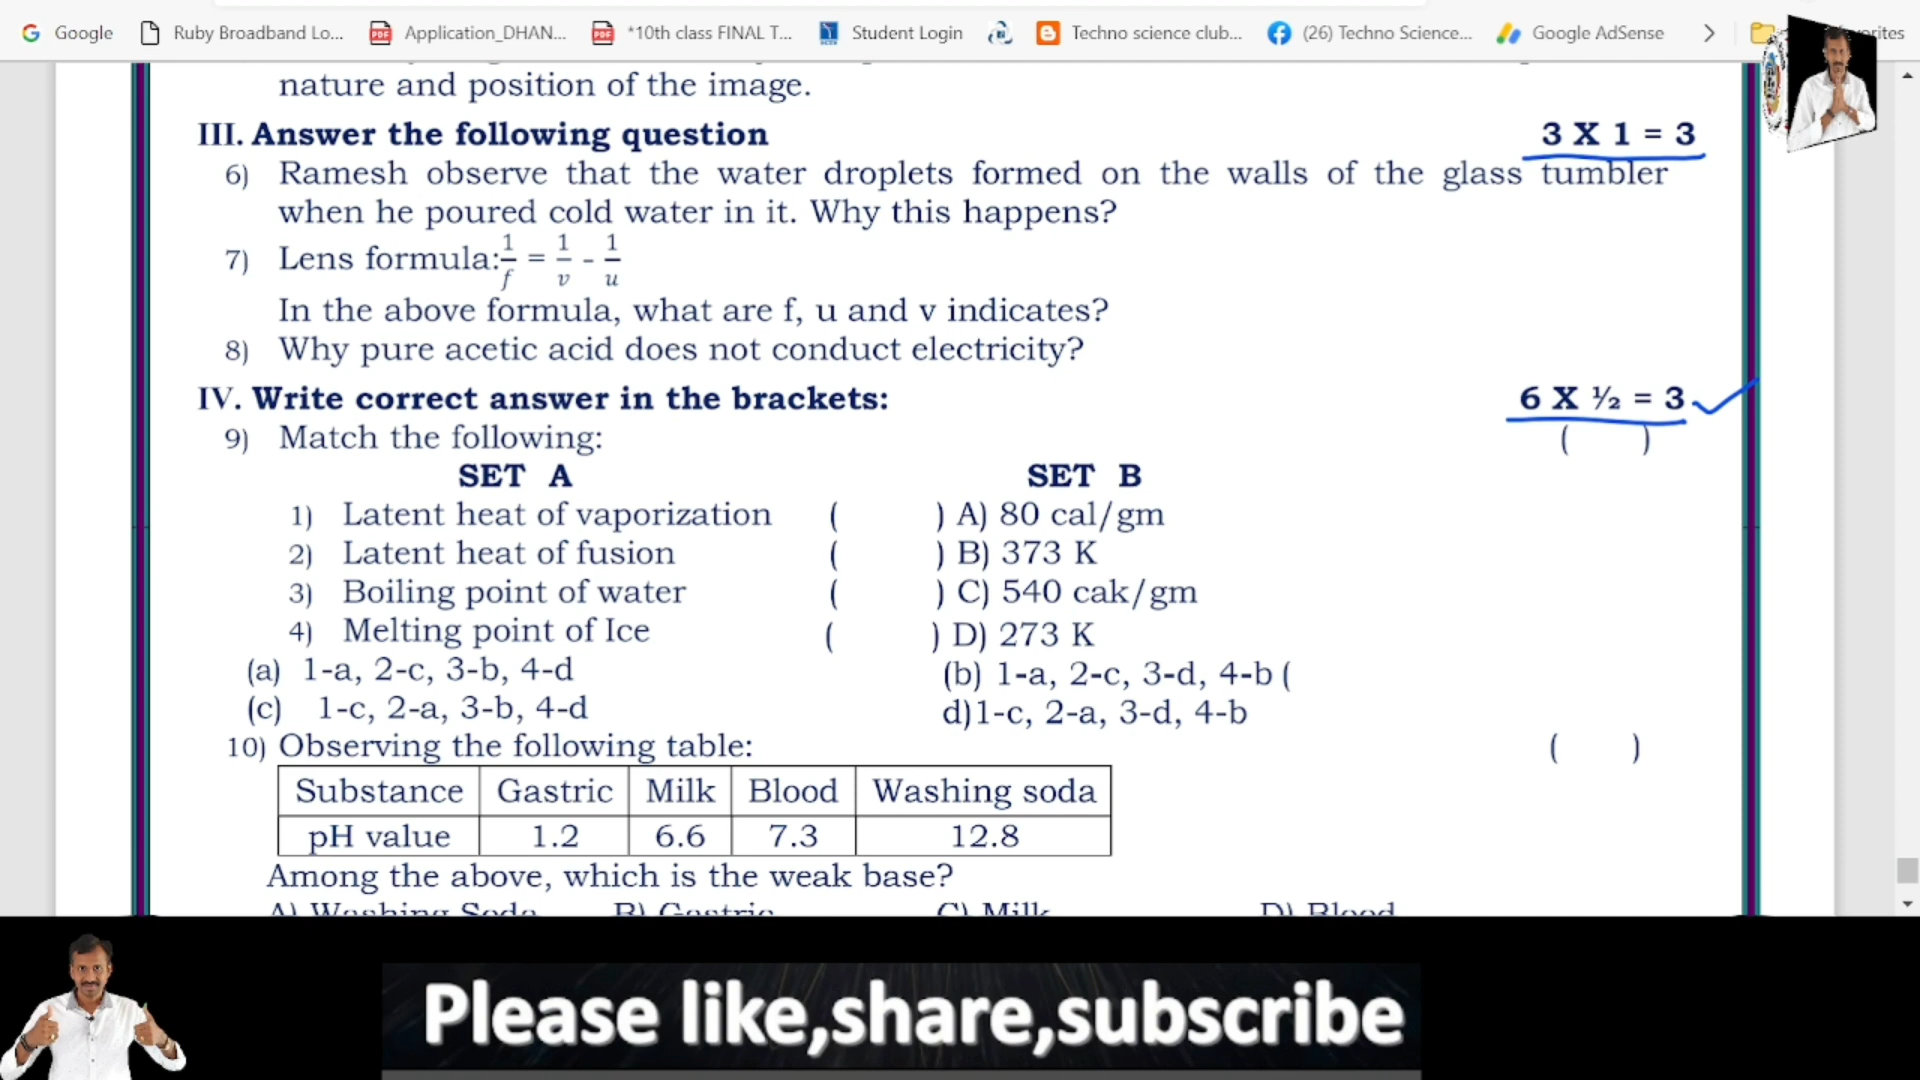 Google Ruby Broadband Lo... Application_DHAN... *10th class FINAL T... Student Login Techno science club... (26) Techno Science... Google AdSense
nature and position of the image.
III. Answer the following question 3 X 1 = 3
6) Ramesh observe that the water droplets formed on the walls of the glass tumbler
when he poured cold water in it. Why this happens?
7) Lens formula: 1/f = 1/v - 1/u
In the above formula, what are f, u and v indicates?
8) Why pure acetic acid does not conduct electricity?
IV. Write correct answer in the brackets: 6 X ½ = 3
9) Match the following: ( )
SET A SET B
1) Latent heat of vaporization ( ) A) 80 cal/gm
2) Latent heat of fusion ( ) B) 373 K
3) Boiling point of water ( ) C) 540 cak/gm
4) Melting point of Ice ( ) D) 273 K
(a) 1-a, 2-c, 3-b, 4-d (b) 1-a, 2-c, 3-d, 4-b (
(c) 1-c, 2-a, 3-b, 4-d d)1-c, 2-a, 3-d, 4-b
10) Observing the following table: ( )
Substance Gastric Milk Blood Washing soda
pH value 1.2 6.6 7.3 12.8
Among the above, which is the weak base?
A) Washing Soda B) Gastric C) Milk D) Blood
Please like,share,subscribe